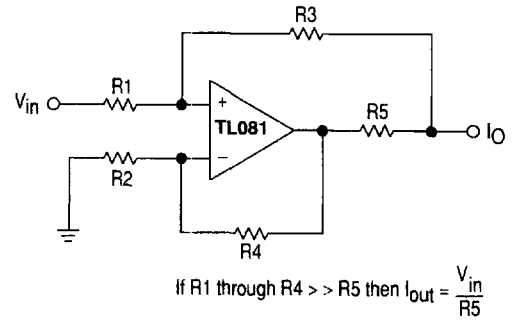 R3
R1
Vin
+
TL081
R5
IO
−
R2
R4
If R1 through R4 > > R5 then Iout = Vin
R5